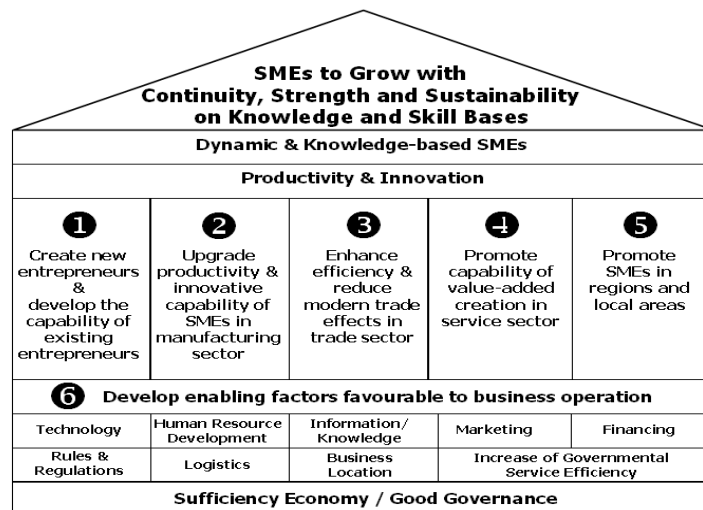 SMEs to Grow with
Continuity, Strength and Sustainability
on Knowledge and Skill Bases
Dynamic & Knowledge-based SMEs
Productivity & Innovation
1
Create new
entrepreneurs
&
develop the
capability of
existing
entrepreneurs
2
Upgrade
productivity &
innovative
capability of
SMEs in
manufacturing
sector
3
Enhance
efficiency &
reduce
modern trade
effects in
trade sector
4
Promote
capability of
value-added
creation in
service sector
5
Promote
SMEs in
regions and
local areas
6 Develop enabling factors favourable to business operation
Technology
Human Resource
Development
Information/
Knowledge
Marketing
Financing
Rules &
Regulations
Logistics
Business
Location
Increase of Governmental
Service Efficiency
Sufficiency Economy / Good Governance